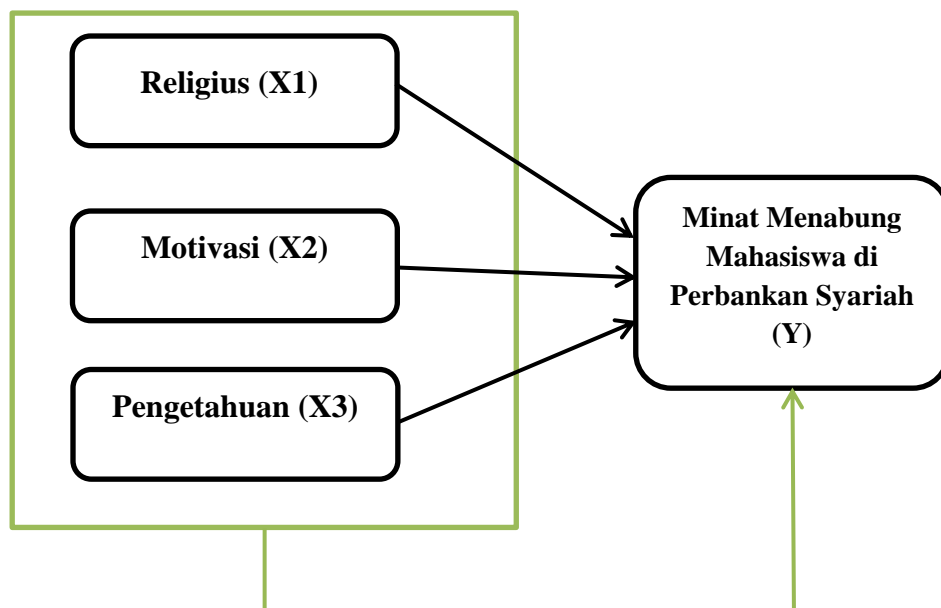 Religius (X1)
Motivasi (X2)
Pengetahuan (X3)
Minat Menabung
Mahasiswa di
Perbankan Syariah
(Y)